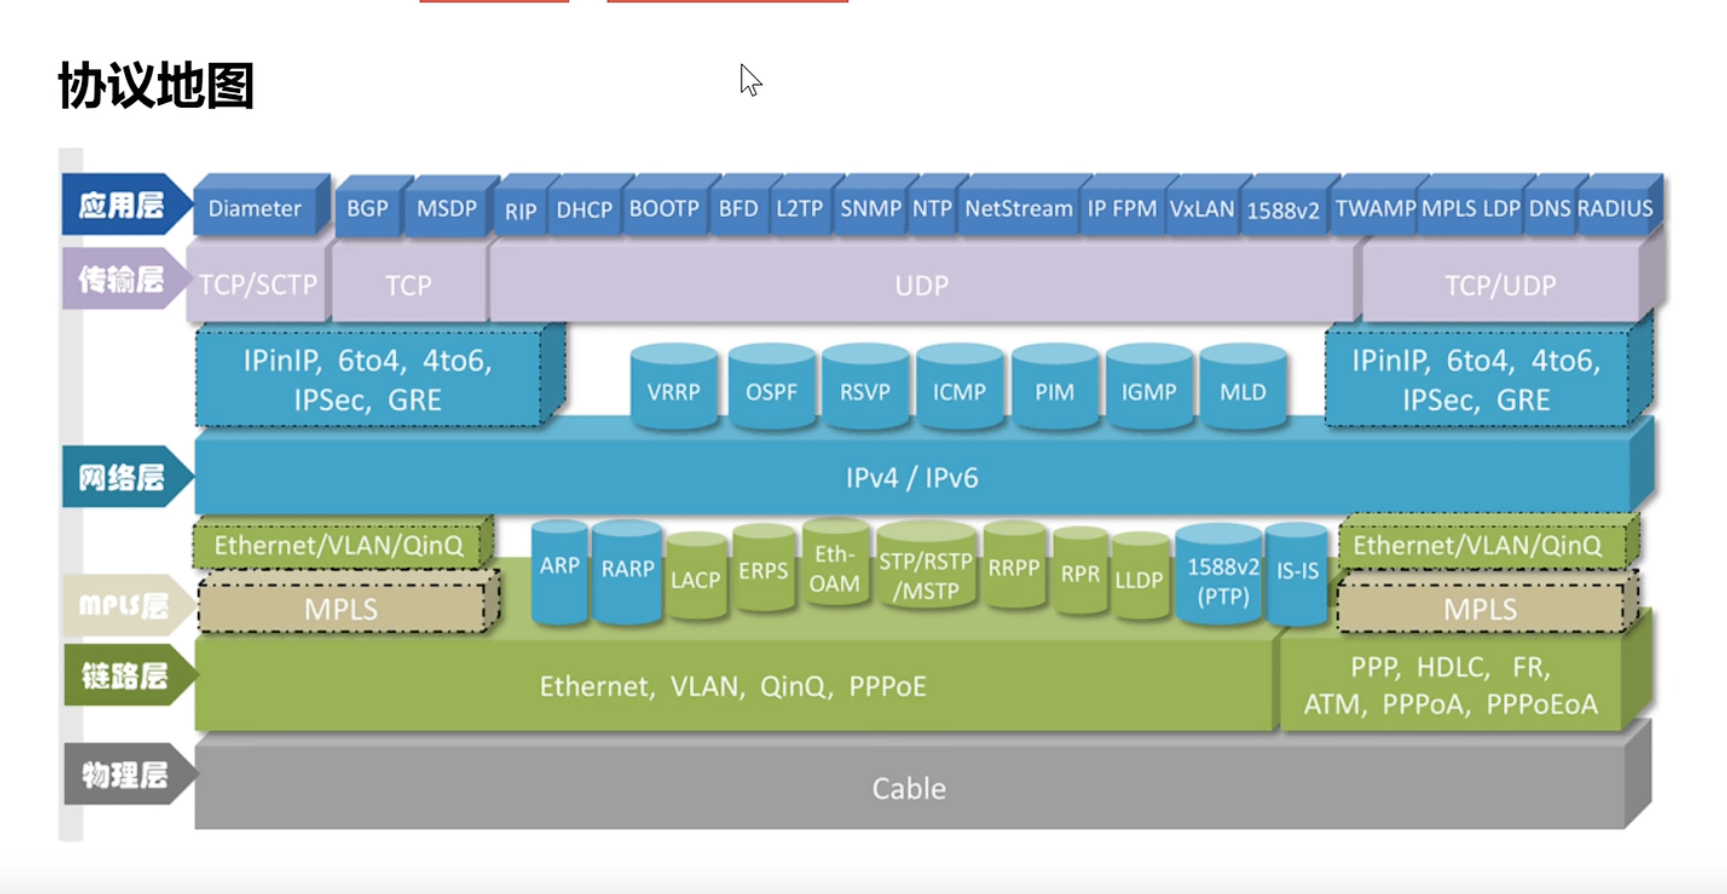 协议地图
应用层
Diameter
BGP
MSDP
RIP
DHCP
BOOTP
BFD
L2TP
SNMP
NTP
NetStream
IP FPM
VxLAN
1588v2
TWAMP
MPLS LDP
DNS
RADIUS
传输层
TCP/SCTP
TCP
UDP
TCP/UDP
IPinIP, 6to4, 4to6,
IPSec, GRE
VRRP
OSPF
RSVP
ICMP
PIM
IGMP
MLD
IPinIP, 6to4, 4to6,
IPSec, GRE
网络层
IPv4 / IPv6
Ethernet/VLAN/QinQ
ARP
RARP
LACP
ERPS
Eth-
OAM
STP/RSTP
/MSTP
RRPP
RPR
LLDP
1588v2
(PTP)
IS-IS
Ethernet/VLAN/QinQ
MPLS层
MPLS
MPLS
链路层
Ethernet, VLAN, QinQ, PPPoE
PPP, HDLC, FR,
ATM, PPPoA, PPPoEoA
物理层
Cable